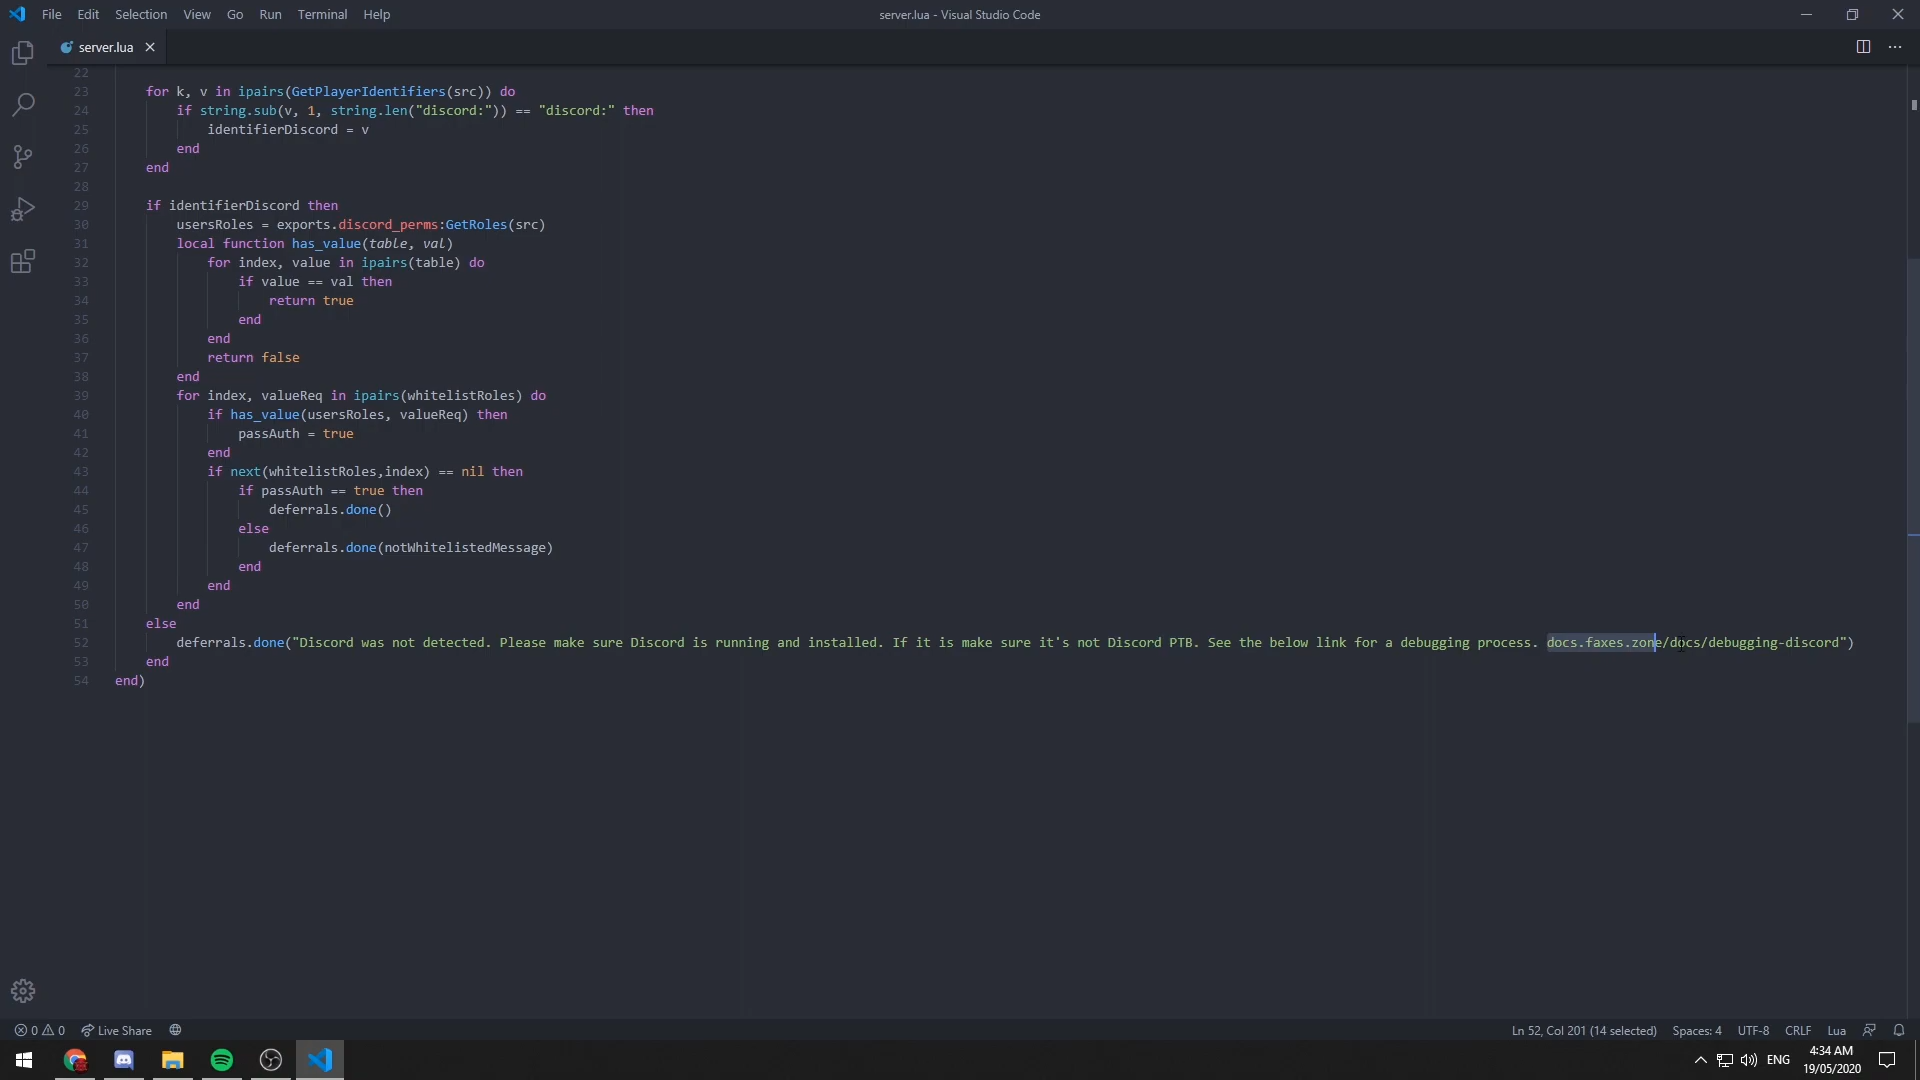 File Edit Selection View Go Run Terminal Help
server.lua - Visual Studio Code
server.lua
22
23 for k, v in ipairs(GetPlayerIdentifiers(src)) do
24 if string.sub(v, 1, string.len("discord:")) == "discord:" then
25 identifierDiscord = v
26 end
27 end
28
29 if identifierDiscord then
30 usersRoles = exports.discord_perms:GetRoles(src)
31 local function has_value(table, val)
32 for index, value in ipairs(table) do
33 if value == val then
34 return true
35 end
36 end
37 return false
38 end
39 for index, valueReq in ipairs(whitelistRoles) do
40 if has_value(usersRoles, valueReq) then
41 passAuth = true
42 end
43 if next(whitelistRoles,index) == nil then
44 if passAuth == true then
45 deferrals.done()
46 else
47 deferrals.done(notWhitelistedMessage)
48 end
49 end
50 end
51 else
52 deferrals.done("Discord was not detected. Please make sure Discord is running and installed. If it is make sure it's not Discord PTB. See the below link for a debugging process. docs.faxes.zone/docs/debugging-discord")
53 end
54 end)
0 0 Live Share Ln 52, Col 201 (14 selected) Spaces: 4 UTF-8 CRLF Lua
ENG 4:34 AM
19/05/2020